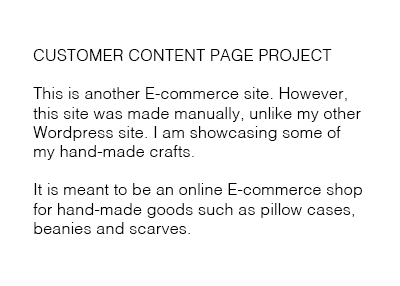 CUSTOMER CONTENT PAGE PROJECT
This is another E-commerce site. However,
this site was made manually, unlike my other
Wordpress site. I am showcasing some of
my hand-made crafts.
It is meant to be an online E-commerce shop
for hand-made goods such as pillow cases,
beanies and scarves.